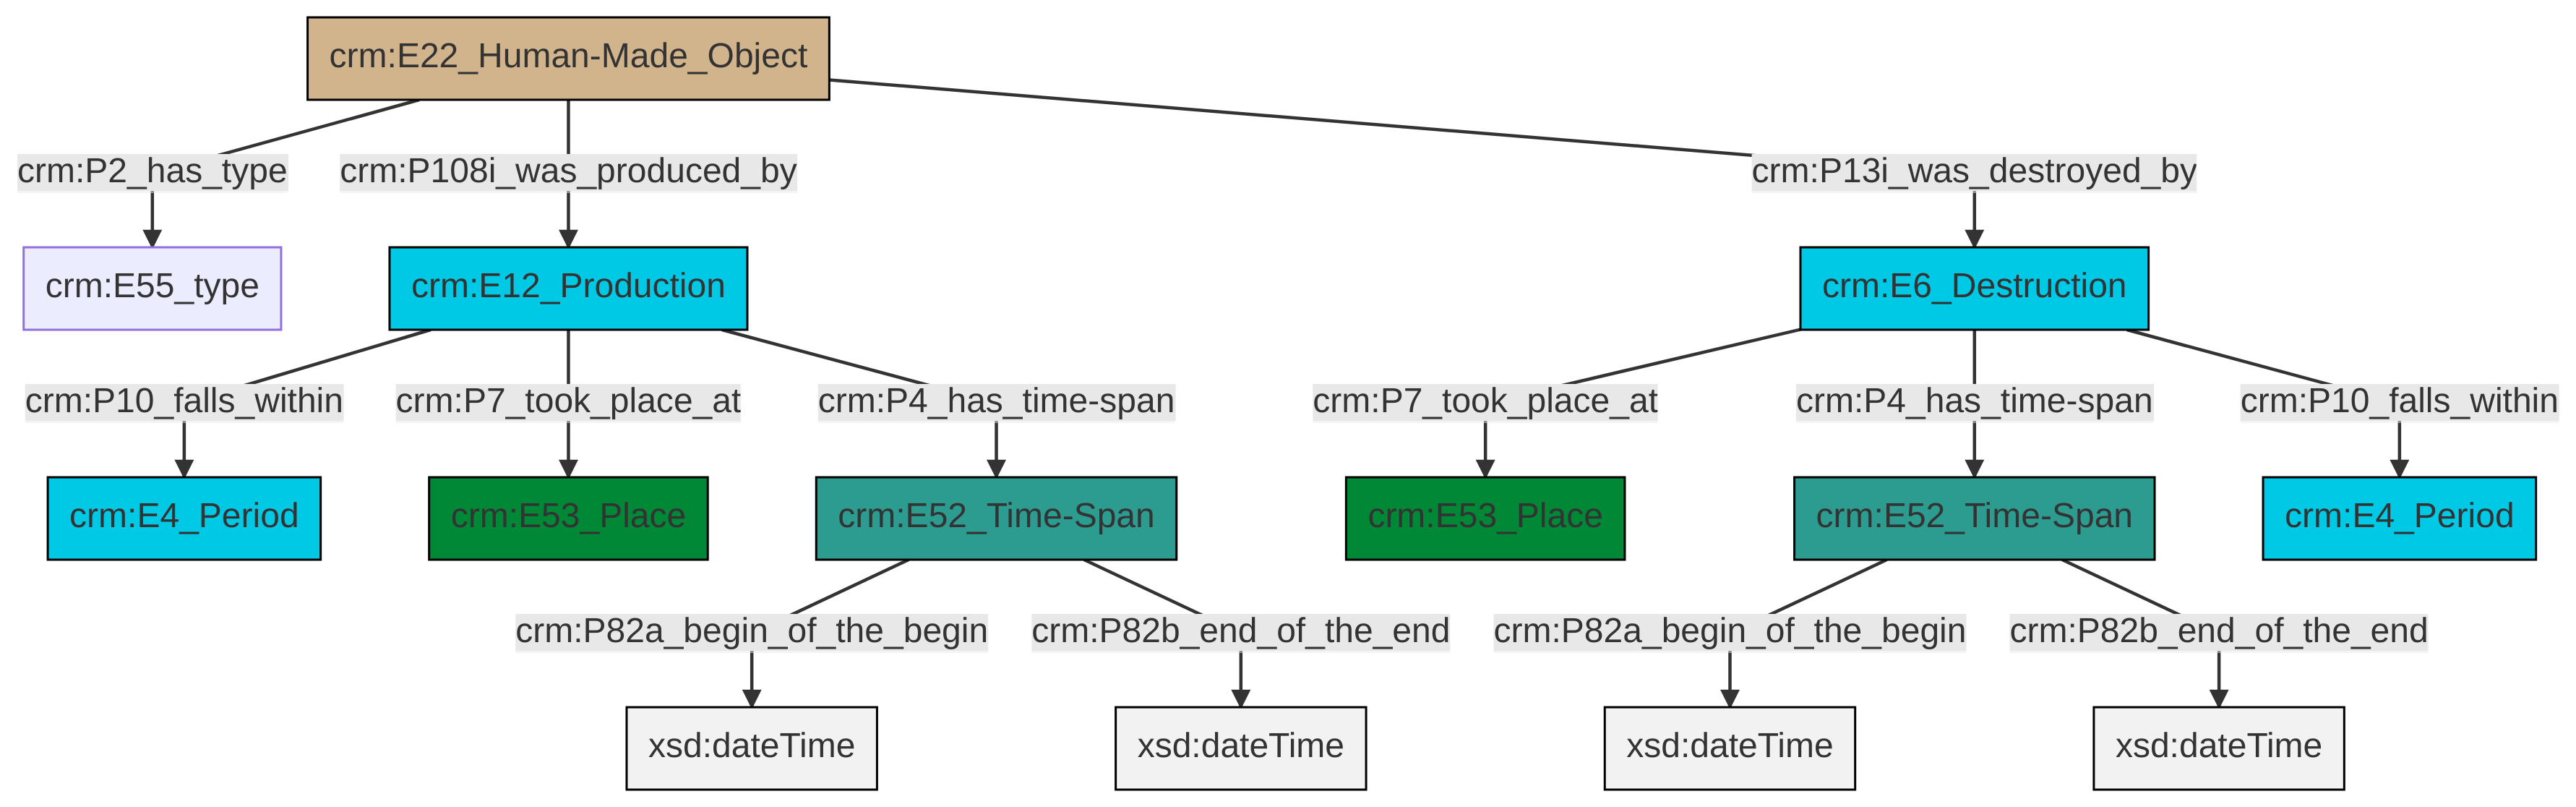 crm:E22_Human-Made_Object
crm:P2_has_type
crm:P108i_was_produced_by
crm:P13i_was_destroyed_by
crm:E55_type
crm:E12_Production
crm:E6_Destruction
crm:P10_falls_within
crm:P7_took_place_at
crm:P4_has_time-span
crm:P7_took_place_at
crm:P4_has_time-span
crm:P10_falls_within
crm:E4_Period
crm:E53_Place
crm:E52_Time-Span
crm:E53_Place
crm:E52_Time-Span
crm:E4_Period
crm:P82a_begin_of_the_begin
crm:P82b_end_of_the_end
crm:P82a_begin_of_the_begin
crm:P82b_end_of_the_end
xsd:dateTime
xsd:dateTime
xsd:dateTime
xsd:dateTime